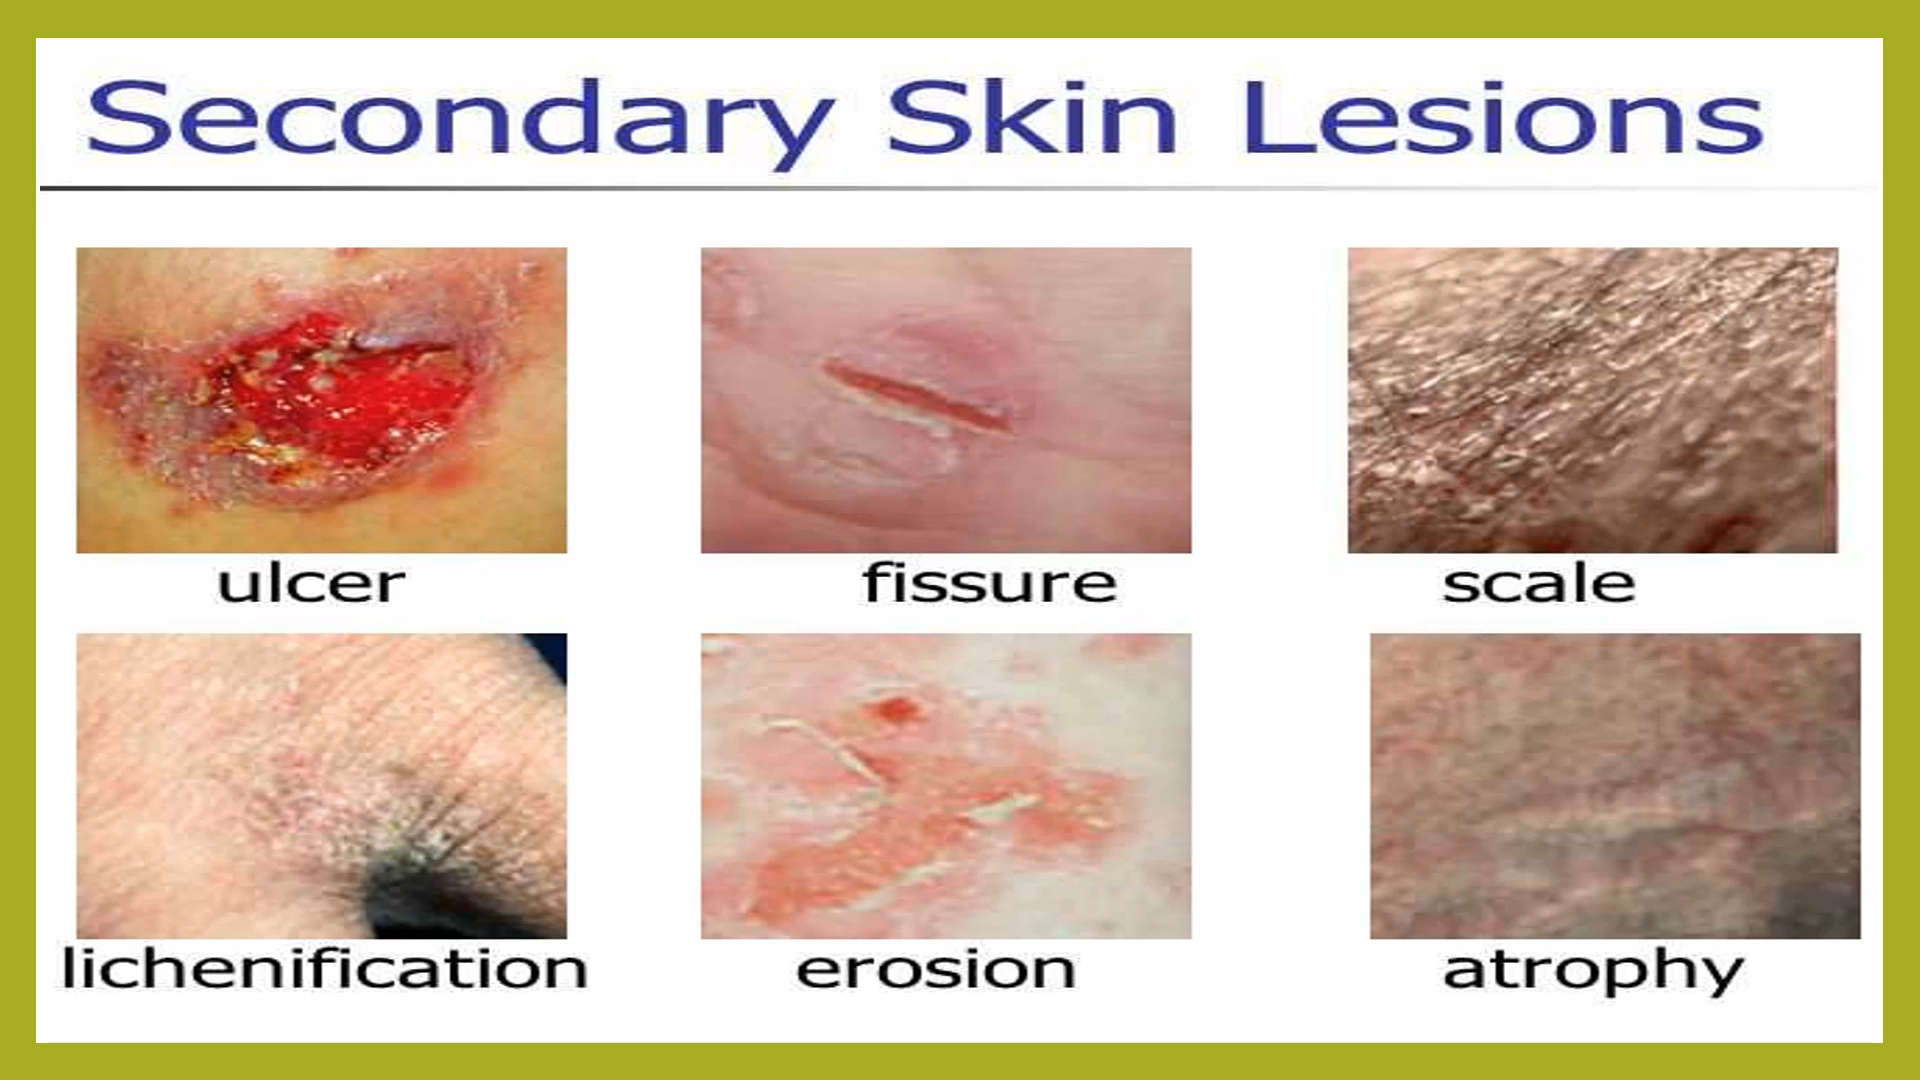 Secondary Skin Lesions
ulcer
fissure
scale
lichenification
erosion
atrophy